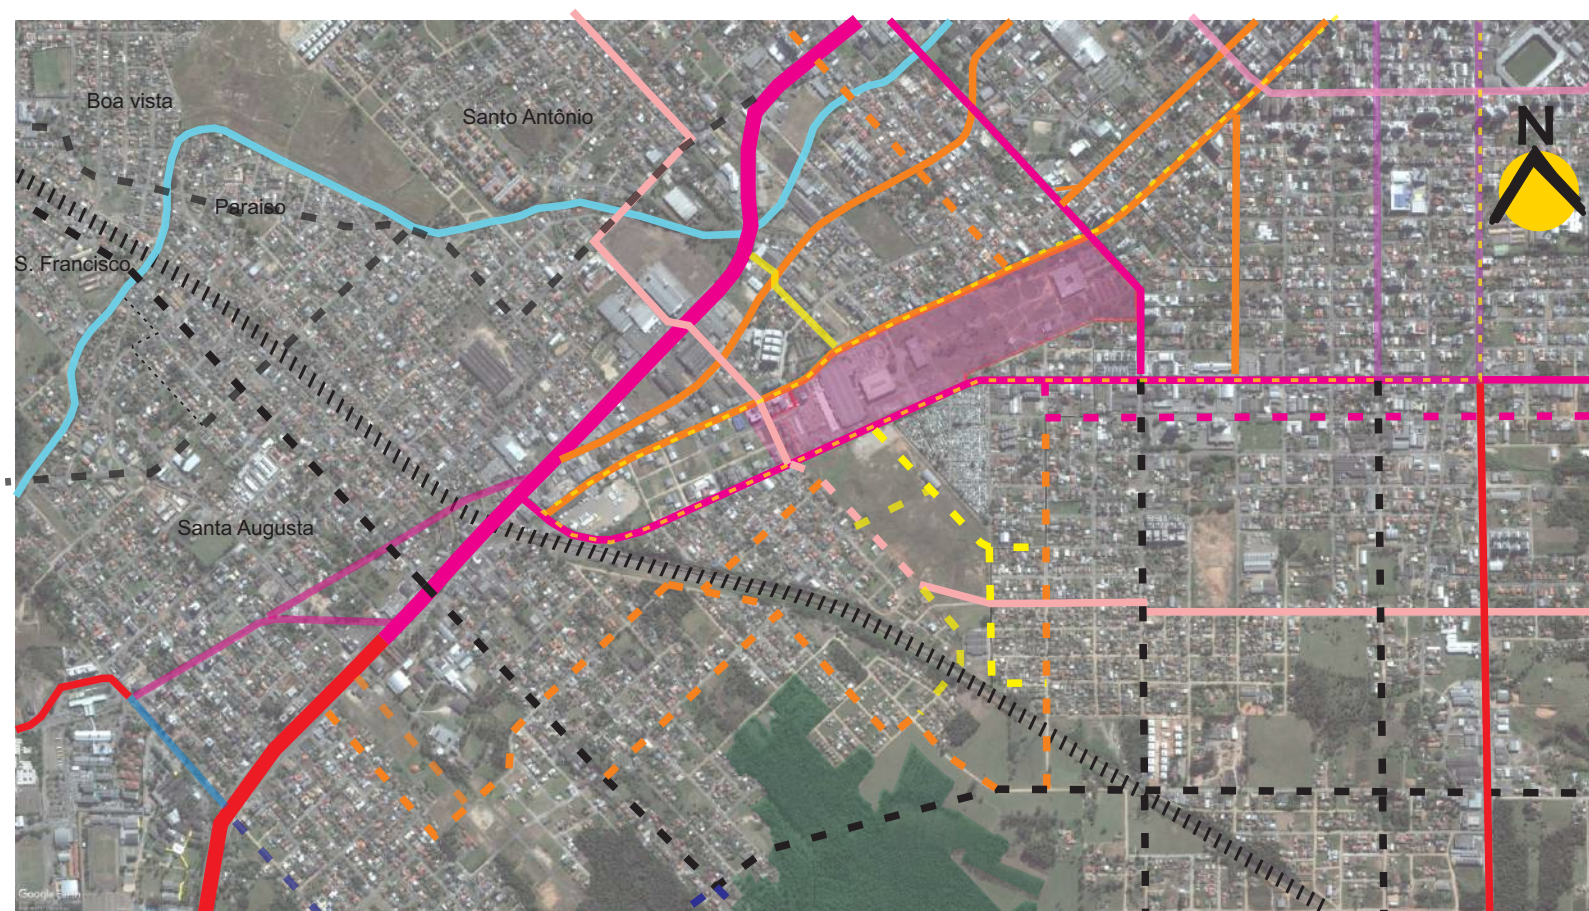 Boa vista
Santo Antônio
N
Paraiso
S. Francisco
Santa Augusta
Google Earth